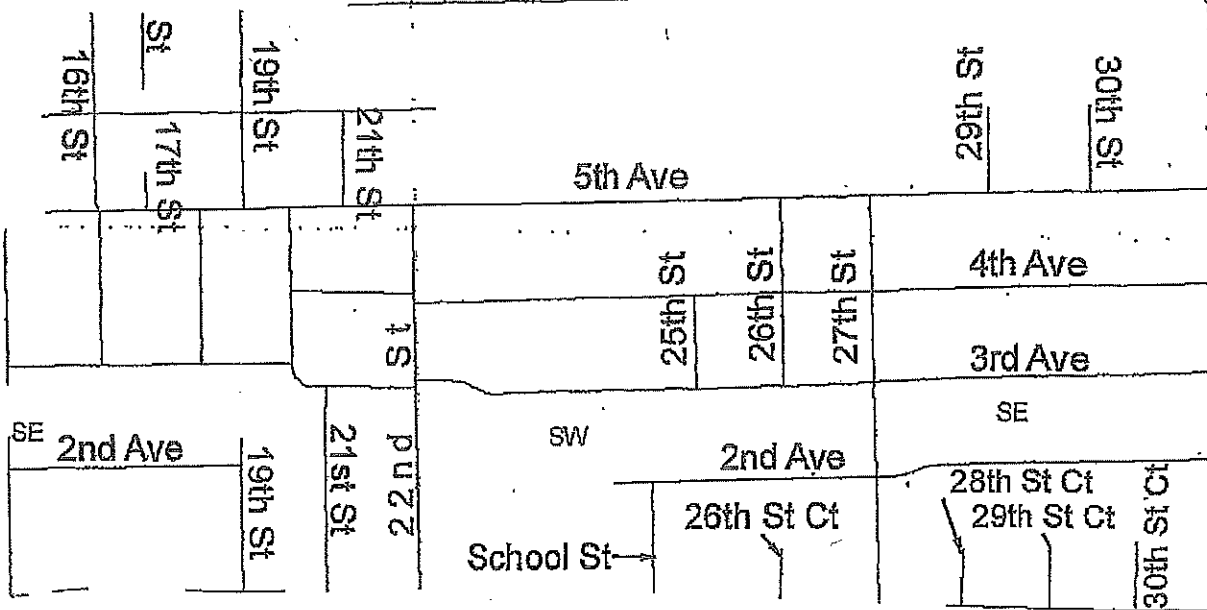 St
16th St
19th St
17th St
21th St
5th Ave
29th St
30th St
25th St
26th St
27th St
4th Ave
3rd Ave
St
22nd
SE
2nd Ave
19th St
21st St
SW
2nd Ave
SE
28th St Ct
26th St Ct
29th St Ct
30th St Ct
School St